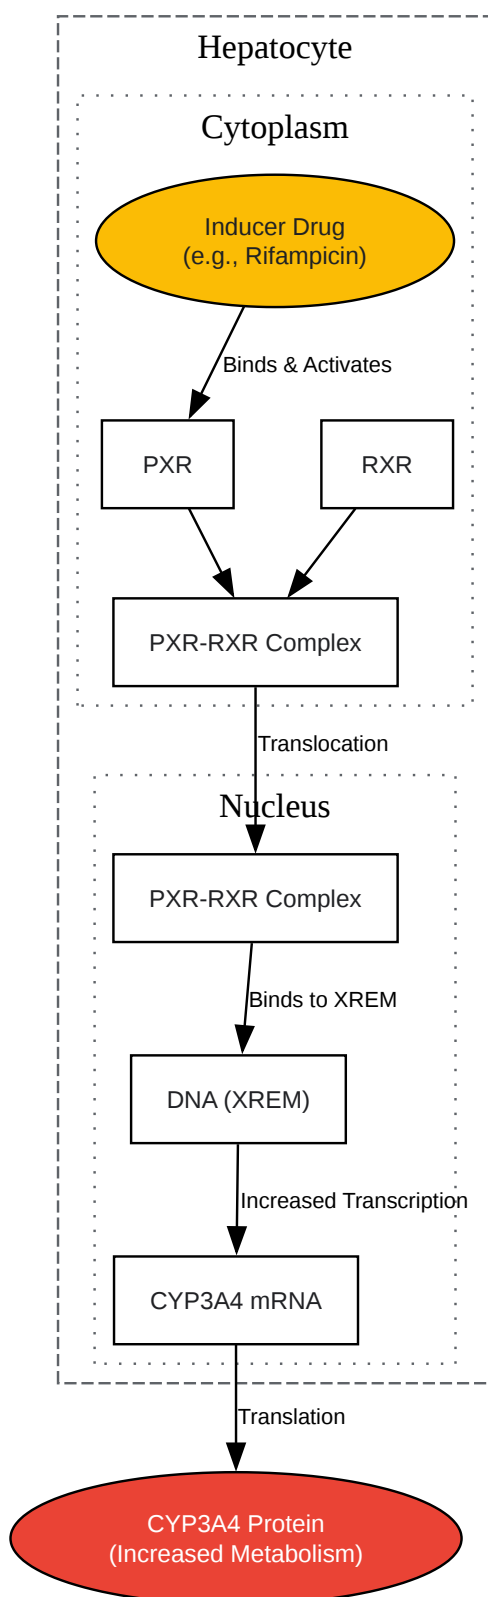 Hepatocyte
Cytoplasm
Inducer Drug
(e.g., Rifampicin)
Binds & Activates
PXR
RXR
PXR-RXR Complex
Translocation
Nucleus
PXR-RXR Complex
Binds to XREM
DNA (XREM)
Increased Transcription
CYP3A4 mRNA
Translation
CYP3A4 Protein
(Increased Metabolism)